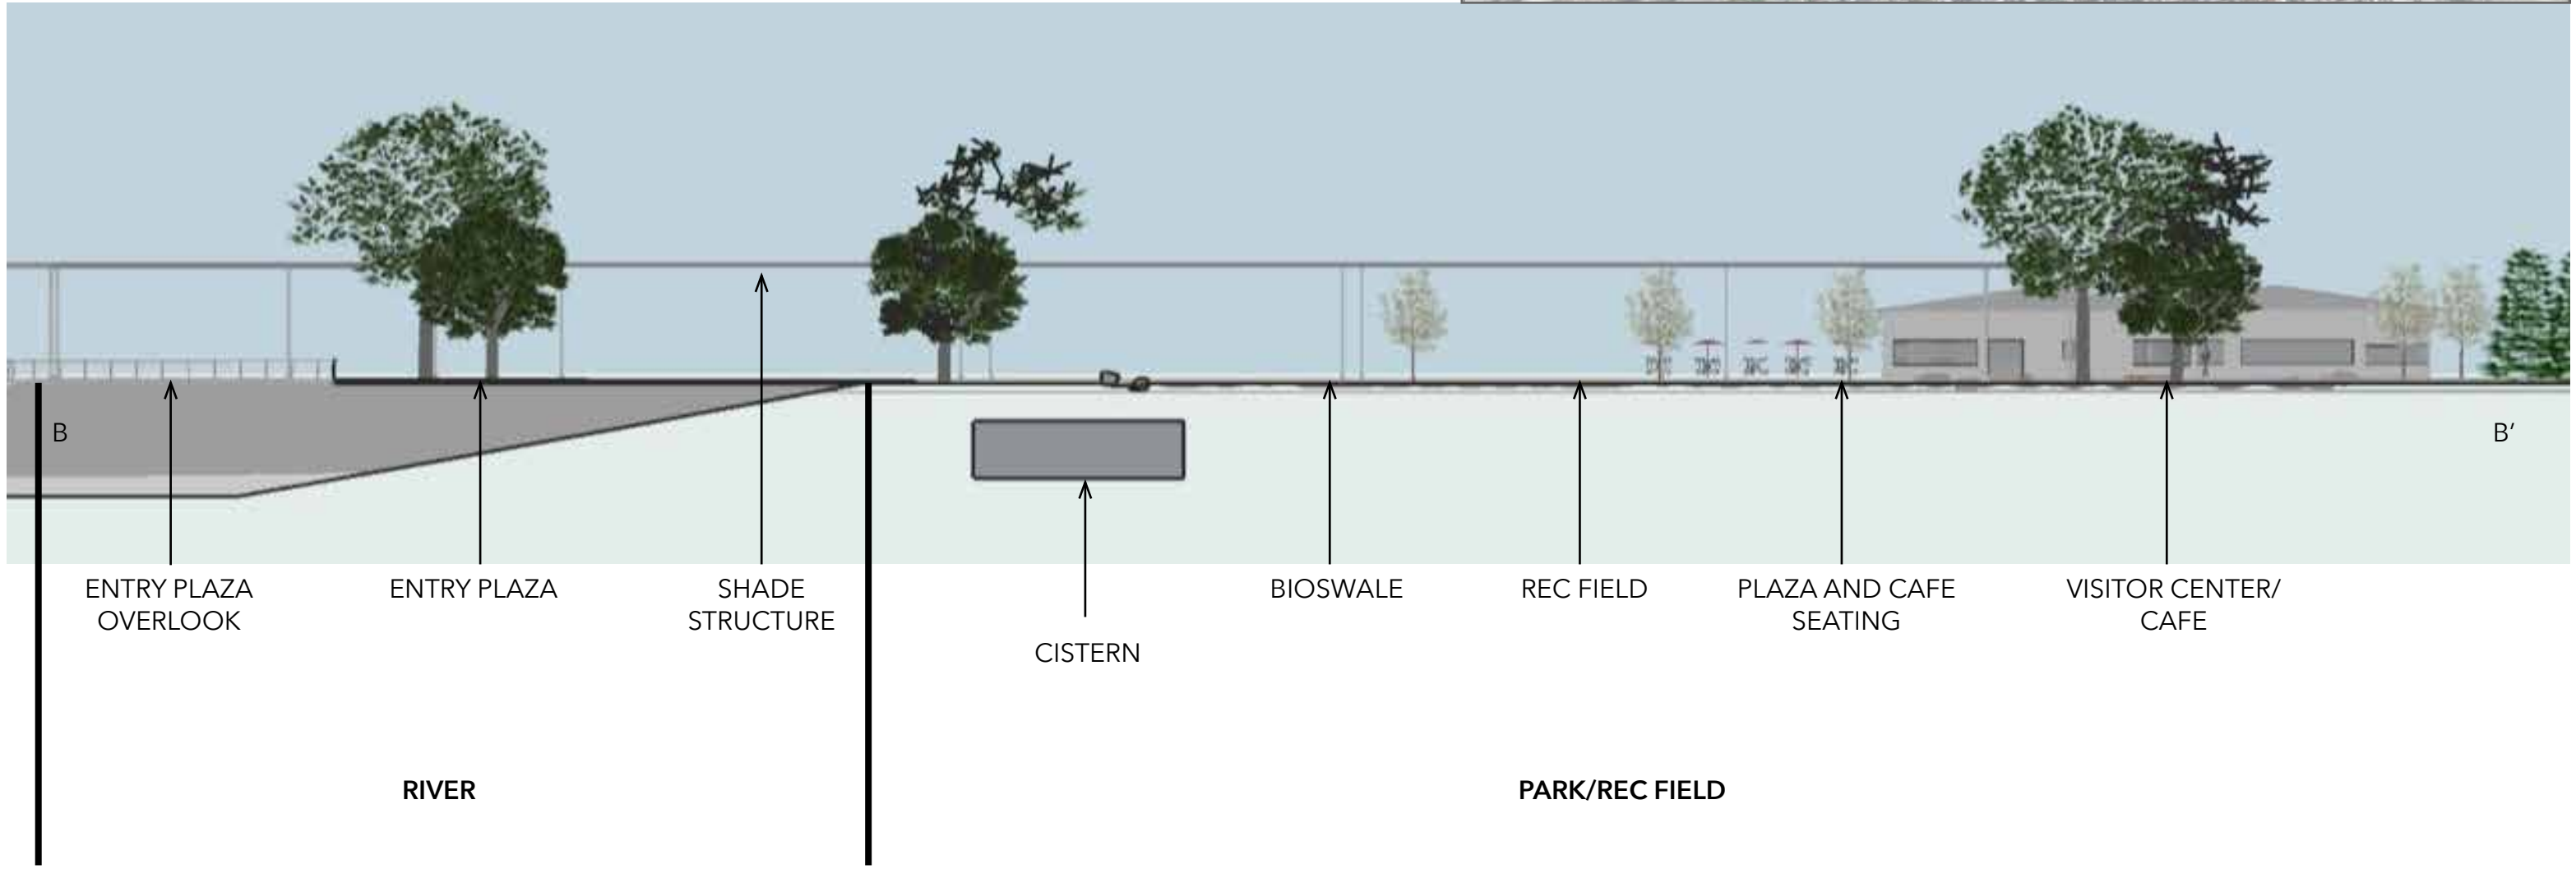 B
B′
ENTRY PLAZA
OVERLOOK
ENTRY PLAZA
SHADE
STRUCTURE
CISTERN
BIOSWALE
REC FIELD
PLAZA AND CAFE
SEATING
VISITOR CENTER/
CAFE
RIVER
PARK/REC FIELD